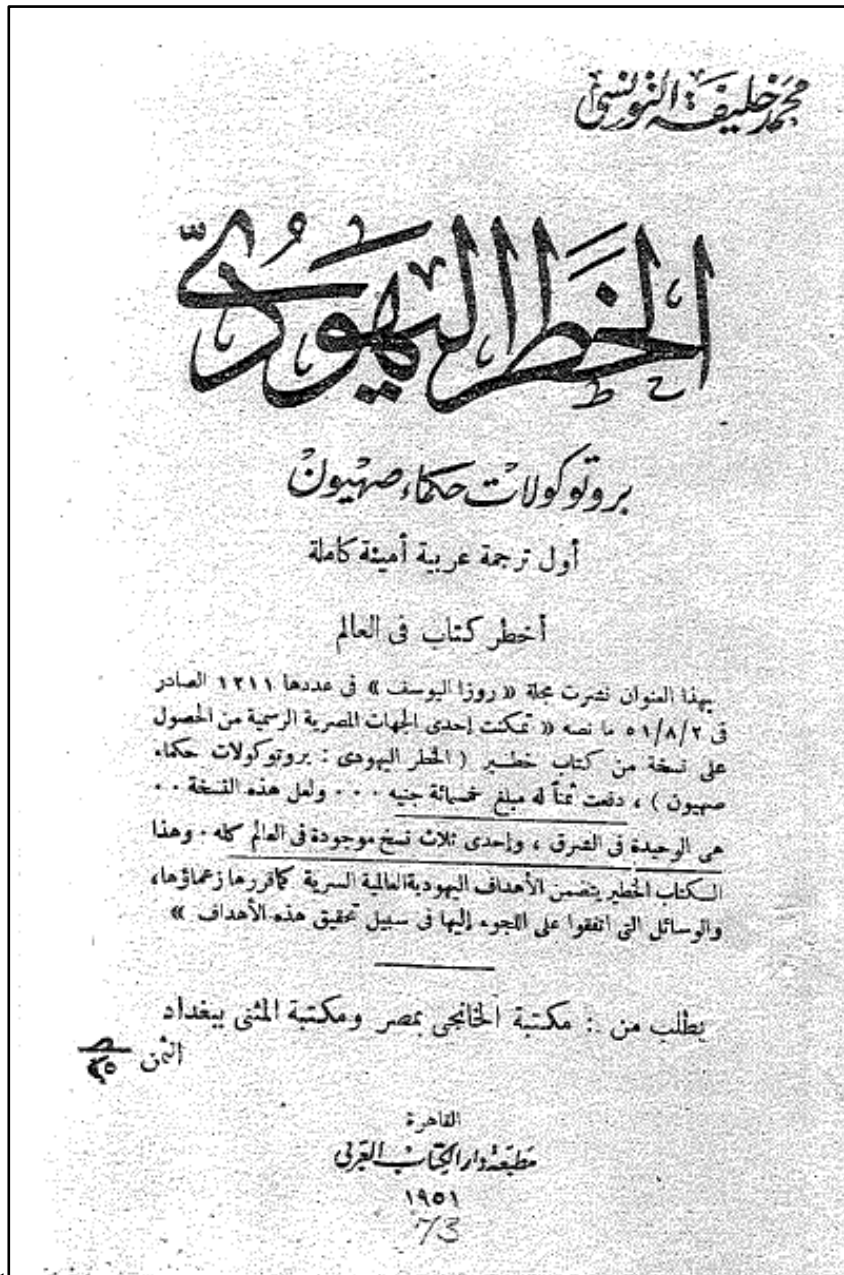 محمد خليفة التونسي
الخطر اليهودي
بروتوكولات حكماء صهيون
أول ترجمة عربية أمينة كاملة
أخطر كتاب فى العالم
بهذا العنوان نشرت مجلة « روزا اليوسف » فى عددها ١٢١١ الصادر
فى ٥١/٨/٢ ما نصه « تمكنت إحدى الجهات المصرية الرسمية من الحصول
على نسخة من كتاب خطير ( الخطر اليهودى : بروتوكولات حكماء
صهيون ) ، دفعت ثمناً له مبلغ خمسمائة جنيه . . . ولعل هذه النسخة . .
هى الوحيدة فى الشرق ، وإحدى ثلاث نسخ موجودة فى العالم كله . وهذا
الكتاب الخطير يتضمن الأهداف اليهودية العالمية السرية كما قررها زعماؤها،
والوسائل التى اتفقوا على اللجوء إليها فى سبيل تحقيق هذه الأهداف »
يطلب من : مكتبة الخانجى بمصر ومكتبة المثنى ببغداد
الثمن ٢٥
القاهرة
مطبعة دار الكتاب العربي
١٩٥١
73